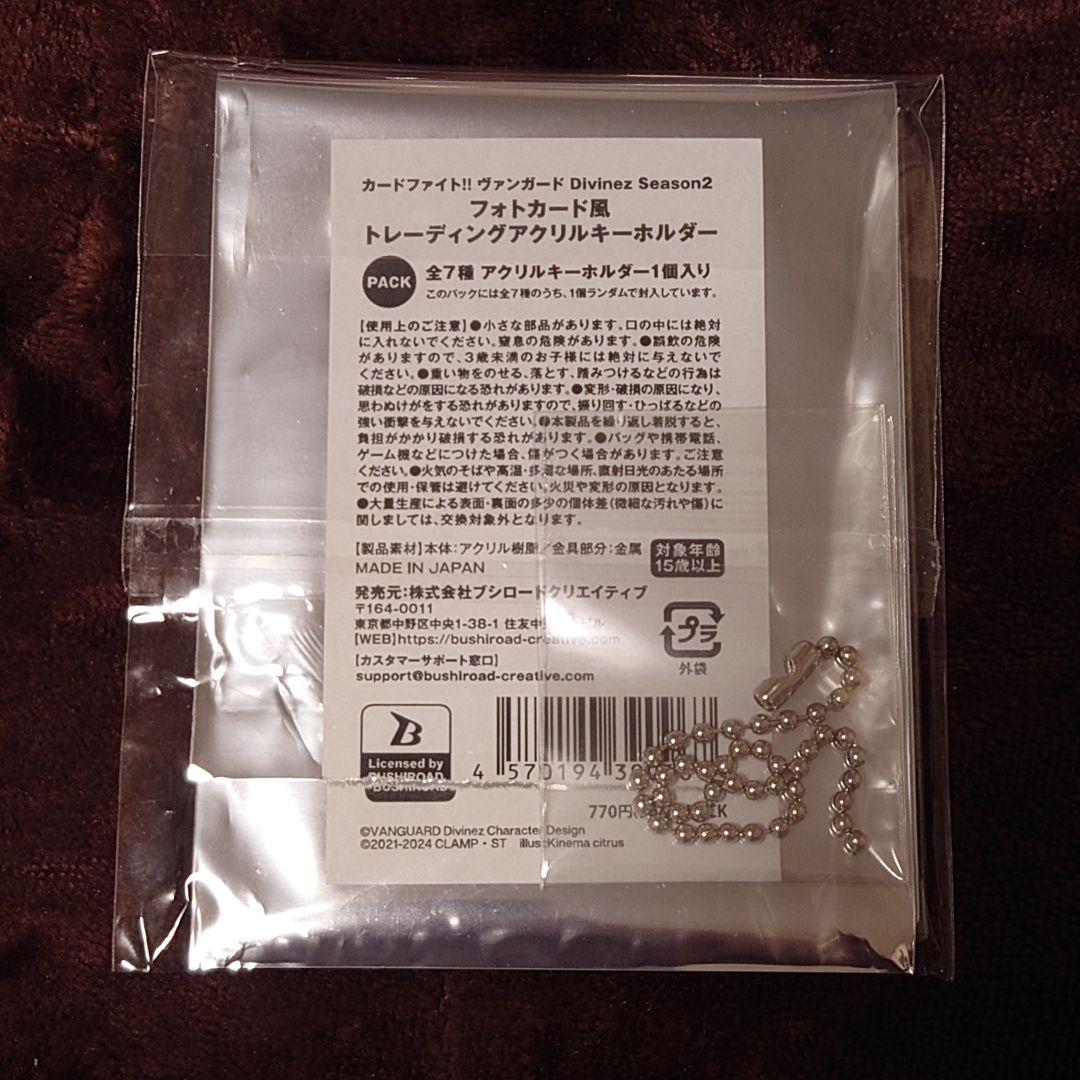 カードファイト!! ヴァンガード Divinez Season2
フォトカード風
トレーディングアクリルキーホルダー
PACK
全7種 アクリルキーホルダー1個入り
このパックには全7種のうち、1個ランダムで封入しています。
【使用上のご注意】●小さな部品があります。口の中には絶対
に入れないでください。窒息の危険があります。●誤飲の危険
がありますので、3歳未満のお子様には絶対に与えないで
ください。●重い物をのせる、落とす、踏みつけるなどの行為は
破損などの原因になる恐れがあります。●変形・破損の原因になり、
思わぬけがをする恐れがありますので、振り回す・ひっぱるなどの
強い衝撃を与えないでください。●本製品を繰り返し着脱すると、
負担がかかり破損する恐れがあります。●バッグや携帯電話、
ゲーム機などにつけた場合、傷がつく場合があります。ご注意
ください。●火気のそばや高温・多湿な場所、直射日光のあたる場所
での使用・保管は避けてください。火災や変形の原因となります。
●大量生産による表面・裏面の多少の個体差(微細な汚れや傷)に
関しましては、交換対象外となります。
【製品素材】本体:アクリル樹脂/金具部分:金属
MADE IN JAPAN
対象年齢
15歳以上
発売元:株式会社ブシロードクリエイティブ
〒164-0011
東京都中野区中央1-38-1 住友中ビル
【WEB】https://bushiroad-creative.com
プラ
外袋
【カスタマーサポート窓口】
support@bushiroad-creative.com
B
Licensed by
BUSHIROAD
4 570194 3
770円
©VANGUARD Divinez Character Design
©2021-2024 CLAMP・ST illus:Kinema citrus